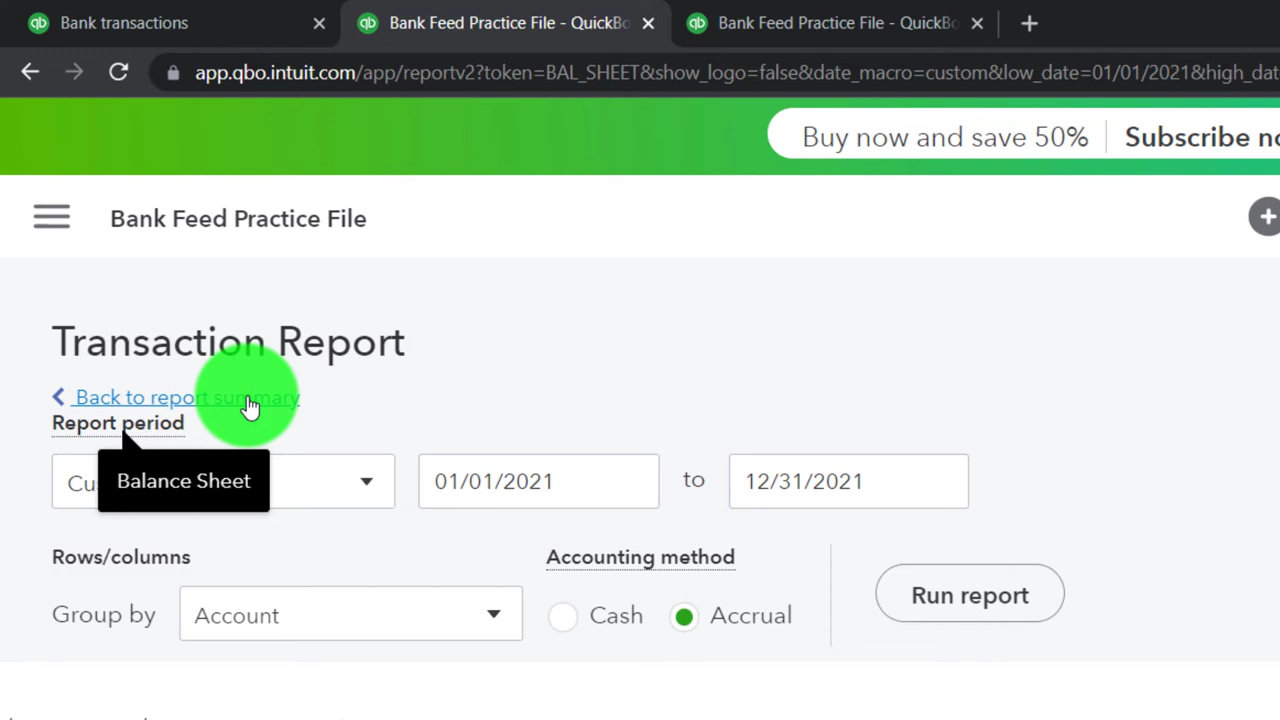 Bank transactions
Bank Feed Practice File - QuickBo
Bank Feed Practice File - QuickBo
app.qbo.intuit.com/app/reportv2?token=BAL_SHEET&show_logo=false&date_macro=custom&low_date=01/01/2021&high_dat
Buy now and save 50%
Subscribe no
Bank Feed Practice File
Transaction Report
Back to report summary
Report period
Cu
Balance Sheet
01/01/2021
to
12/31/2021
Rows/columns
Accounting method
Group by
Account
Cash
Accrual
Run report